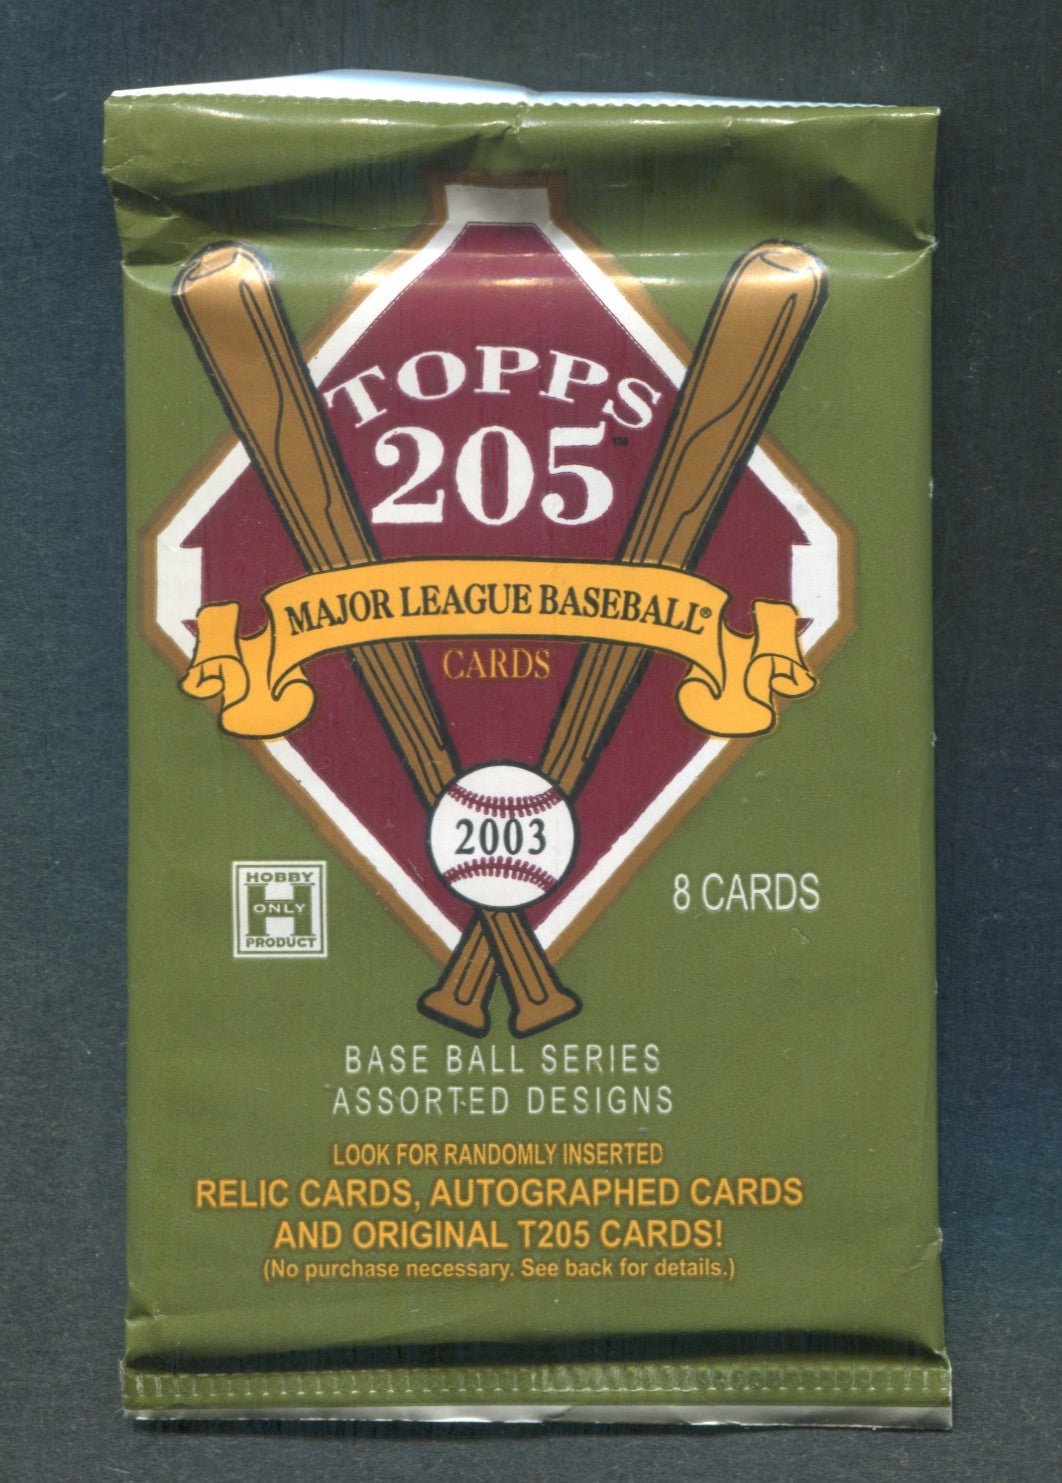 TOPPS
205™
MAJOR LEAGUE BASEBALL®
CARDS
2003
HOBBY
H
ONLY
PRODUCT
8 CARDS
BASE BALL SERIES
ASSORTED DESIGNS
LOOK FOR RANDOMLY INSERTED
RELIC CARDS, AUTOGRAPHED CARDS
AND ORIGINAL T205 CARDS!
(No purchase necessary. See back for details.)